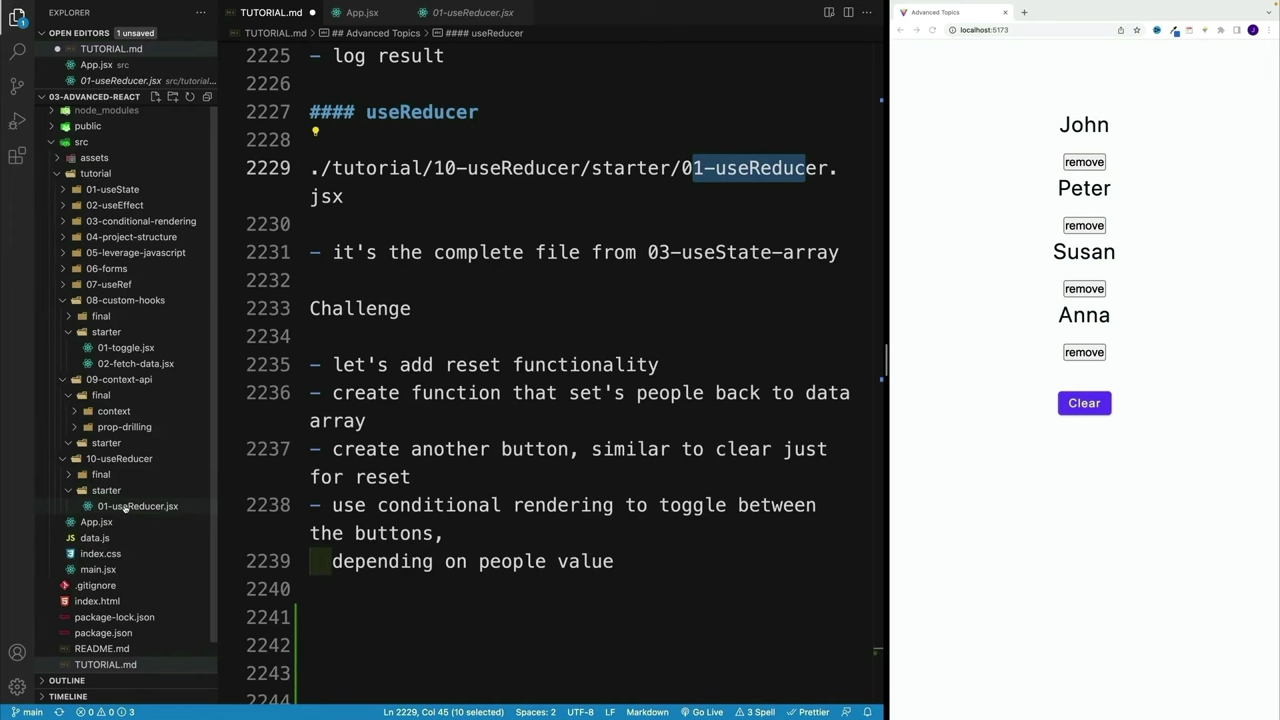 EXPLORER
OPEN EDITORS 1 unsaved
TUTORIAL.md
App.jsx src
01-useReducer.jsx src/tutorial...
03-ADVANCED-REACT
node_modules
public
src
assets
tutorial
01-useState
02-useEffect
03-conditional-rendering
04-project-structure
05-leverage-javascript
06-forms
07-useRef
08-custom-hooks
final
starter
01-toggle.jsx
02-fetch-data.jsx
09-context-api
final
context
prop-drilling
starter
10-useReducer
final
starter
01-useReducer.jsx
App.jsx
data.js
index.css
main.jsx
.gitignore
index.html
package-lock.json
package.json
README.md
TUTORIAL.md
OUTLINE
TIMELINE
TUTORIAL.md
App.jsx
01-useReducer.jsx
TUTORIAL.md > ## Advanced Topics > #### useReducer
2225 - log result
2226
2227 #### useReducer
2228
2229 ./tutorial/10-useReducer/starter/01-useReducer.
jsx
2230
2231 - it's the complete file from 03-useState-array
2232
2233 Challenge
2234
2235 - let's add reset functionality
2236 - create function that set's people back to data
array
2237 - create another button, similar to clear just
for reset
2238 - use conditional rendering to toggle between
the buttons,
2239 depending on people value
2240
2241
2242
2243
2244
main 0 0 3 Ln 2229, Col 45 (10 selected) Spaces: 2 UTF-8 LF Markdown Go Live 3 Spell Prettier
Advanced Topics
localhost:5173
John
remove
Peter
remove
Susan
remove
Anna
remove
Clear